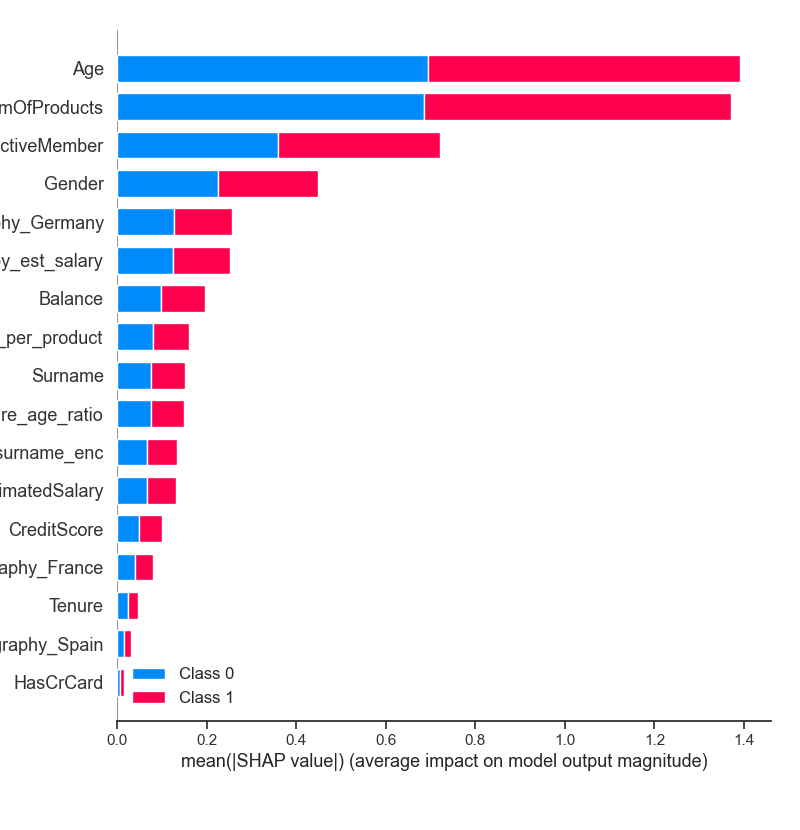 Age
mOfProducts
ctiveMember
Gender
hy_Germany
y_est_salary
Balance
_per_product
Surname
re_age_ratio
surname_enc
imatedSalary
CreditScore
aphy_France
Tenure
graphy_Spain
HasCrCard
Class 0
Class 1
0.0 0.2 0.4 0.6 0.8 1.0 1.2 1.4
mean(|SHAP value|) (average impact on model output magnitude)